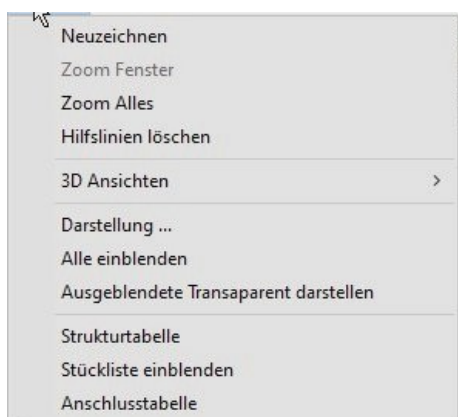 Neuzeichnen
Zoom Fenster
Zoom Alles
Hilfslinien löschen
3D Ansichten
Darstellung ...
Alle einblenden
Ausgeblendete Transaparent darstellen
Strukturtabelle
Stückliste einblenden
Anschlusstabelle